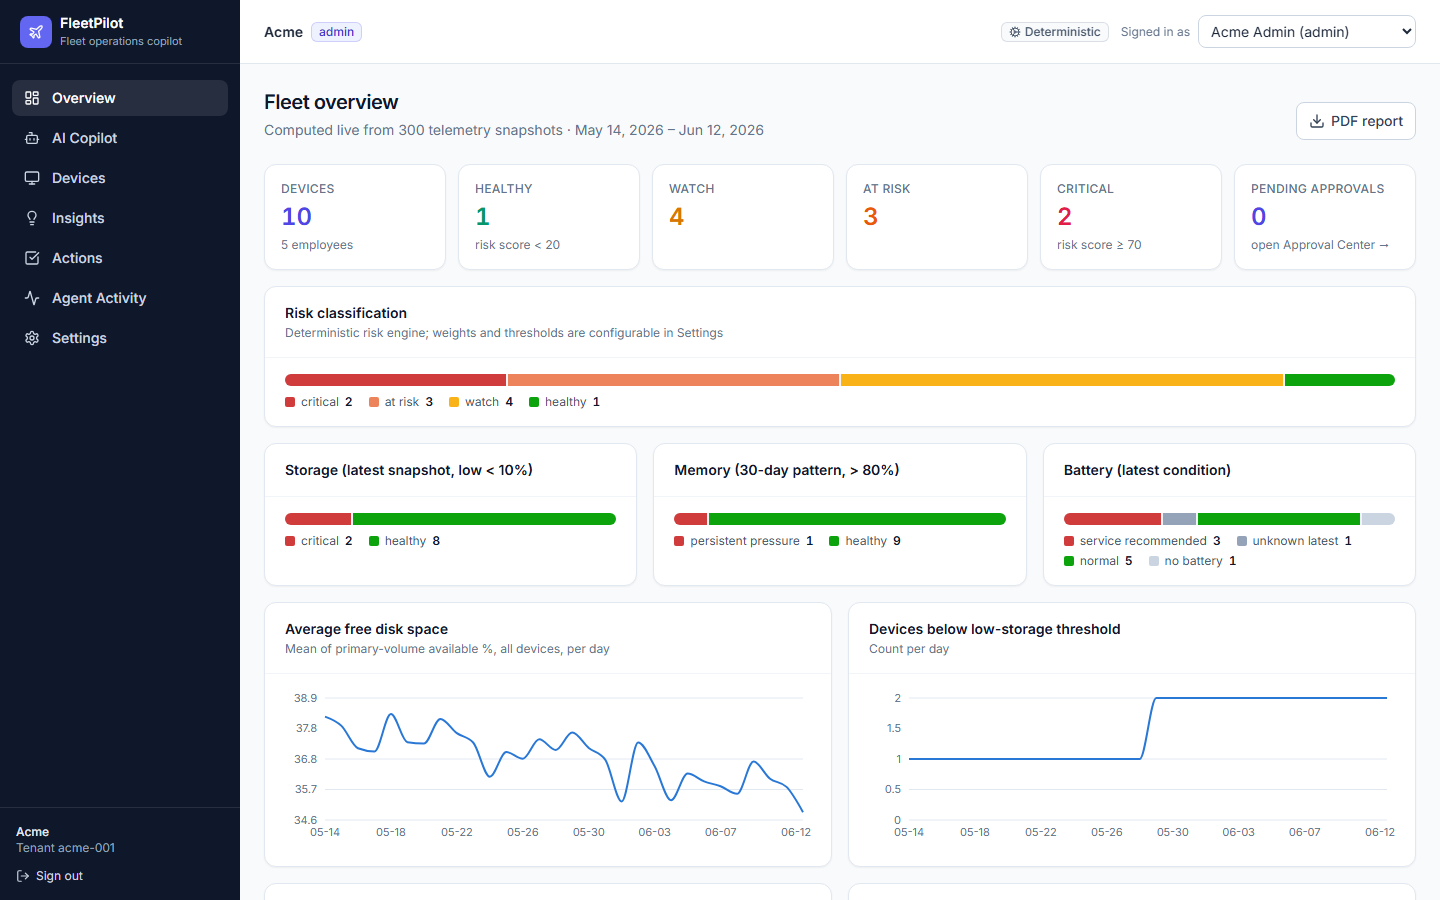 FleetPilot
Fleet operations copilot
Overview
AI Copilot
Devices
Insights
Actions
Agent Activity
Settings
Acme
Tenant acme-001
Sign out
Acme admin
Deterministic Signed in as Acme Admin (admin)
Fleet overview
Computed live from 300 telemetry snapshots · May 14, 2026 – Jun 12, 2026
PDF report
DEVICES
10
5 employees
HEALTHY
1
risk score < 20
WATCH
4
AT RISK
3
CRITICAL
2
risk score ≥ 70
PENDING APPROVALS
0
open Approval Center →
Risk classification
Deterministic risk engine; weights and thresholds are configurable in Settings
critical 2 at risk 3 watch 4 healthy 1
Storage (latest snapshot, low < 10%)
critical 2 healthy 8
Memory (30-day pattern, > 80%)
persistent pressure 1 healthy 9
Battery (latest condition)
service recommended 3 unknown latest 1
normal 5 no battery 1
Average free disk space
Mean of primary-volume available %, all devices, per day
38.9
37.8
36.8
35.7
34.6
05-14 05-18 05-22 05-26 05-30 06-03 06-07 06-12
Devices below low-storage threshold
Count per day
2
1.5
1
0.5
0
05-14 05-18 05-22 05-26 05-30 06-03 06-07 06-12